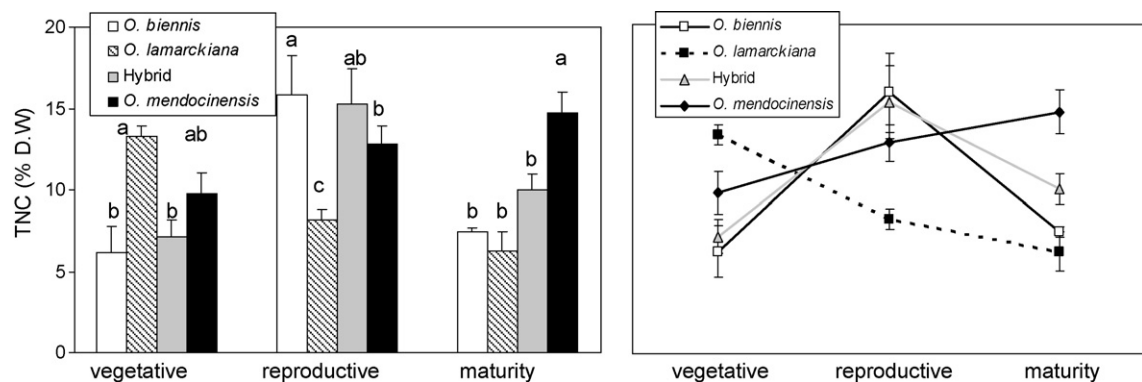 TNC (% D.W)
20
15
10
5
0
O. biennis
O. lamarckiana
Hybrid
O. mendocinensis
b a b ab
a c ab b
b b b a
vegetative reproductive maturity
O. biennis
O. lamarckiana
Hybrid
O. mendocinensis
vegetative reproductive maturity